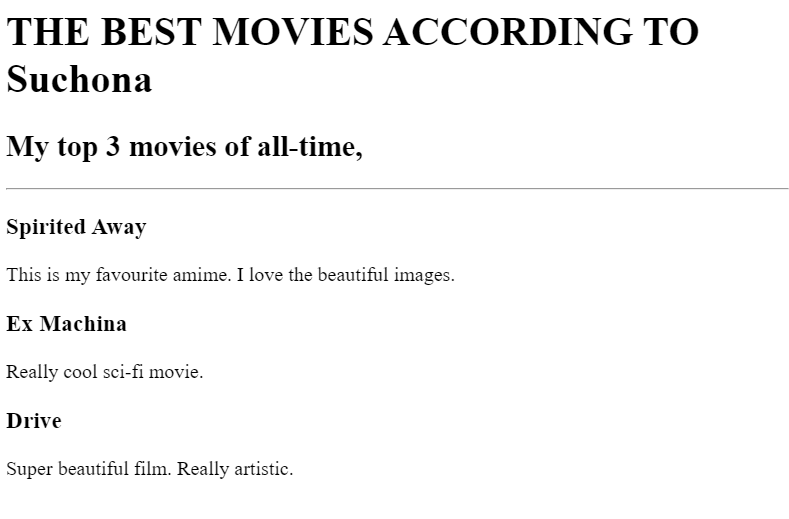 THE BEST MOVIES ACCORDING TO
Suchona
My top 3 movies of all-time,
Spirited Away
This is my favourite amime. I love the beautiful images.
Ex Machina
Really cool sci-fi movie.
Drive
Super beautiful film. Really artistic.